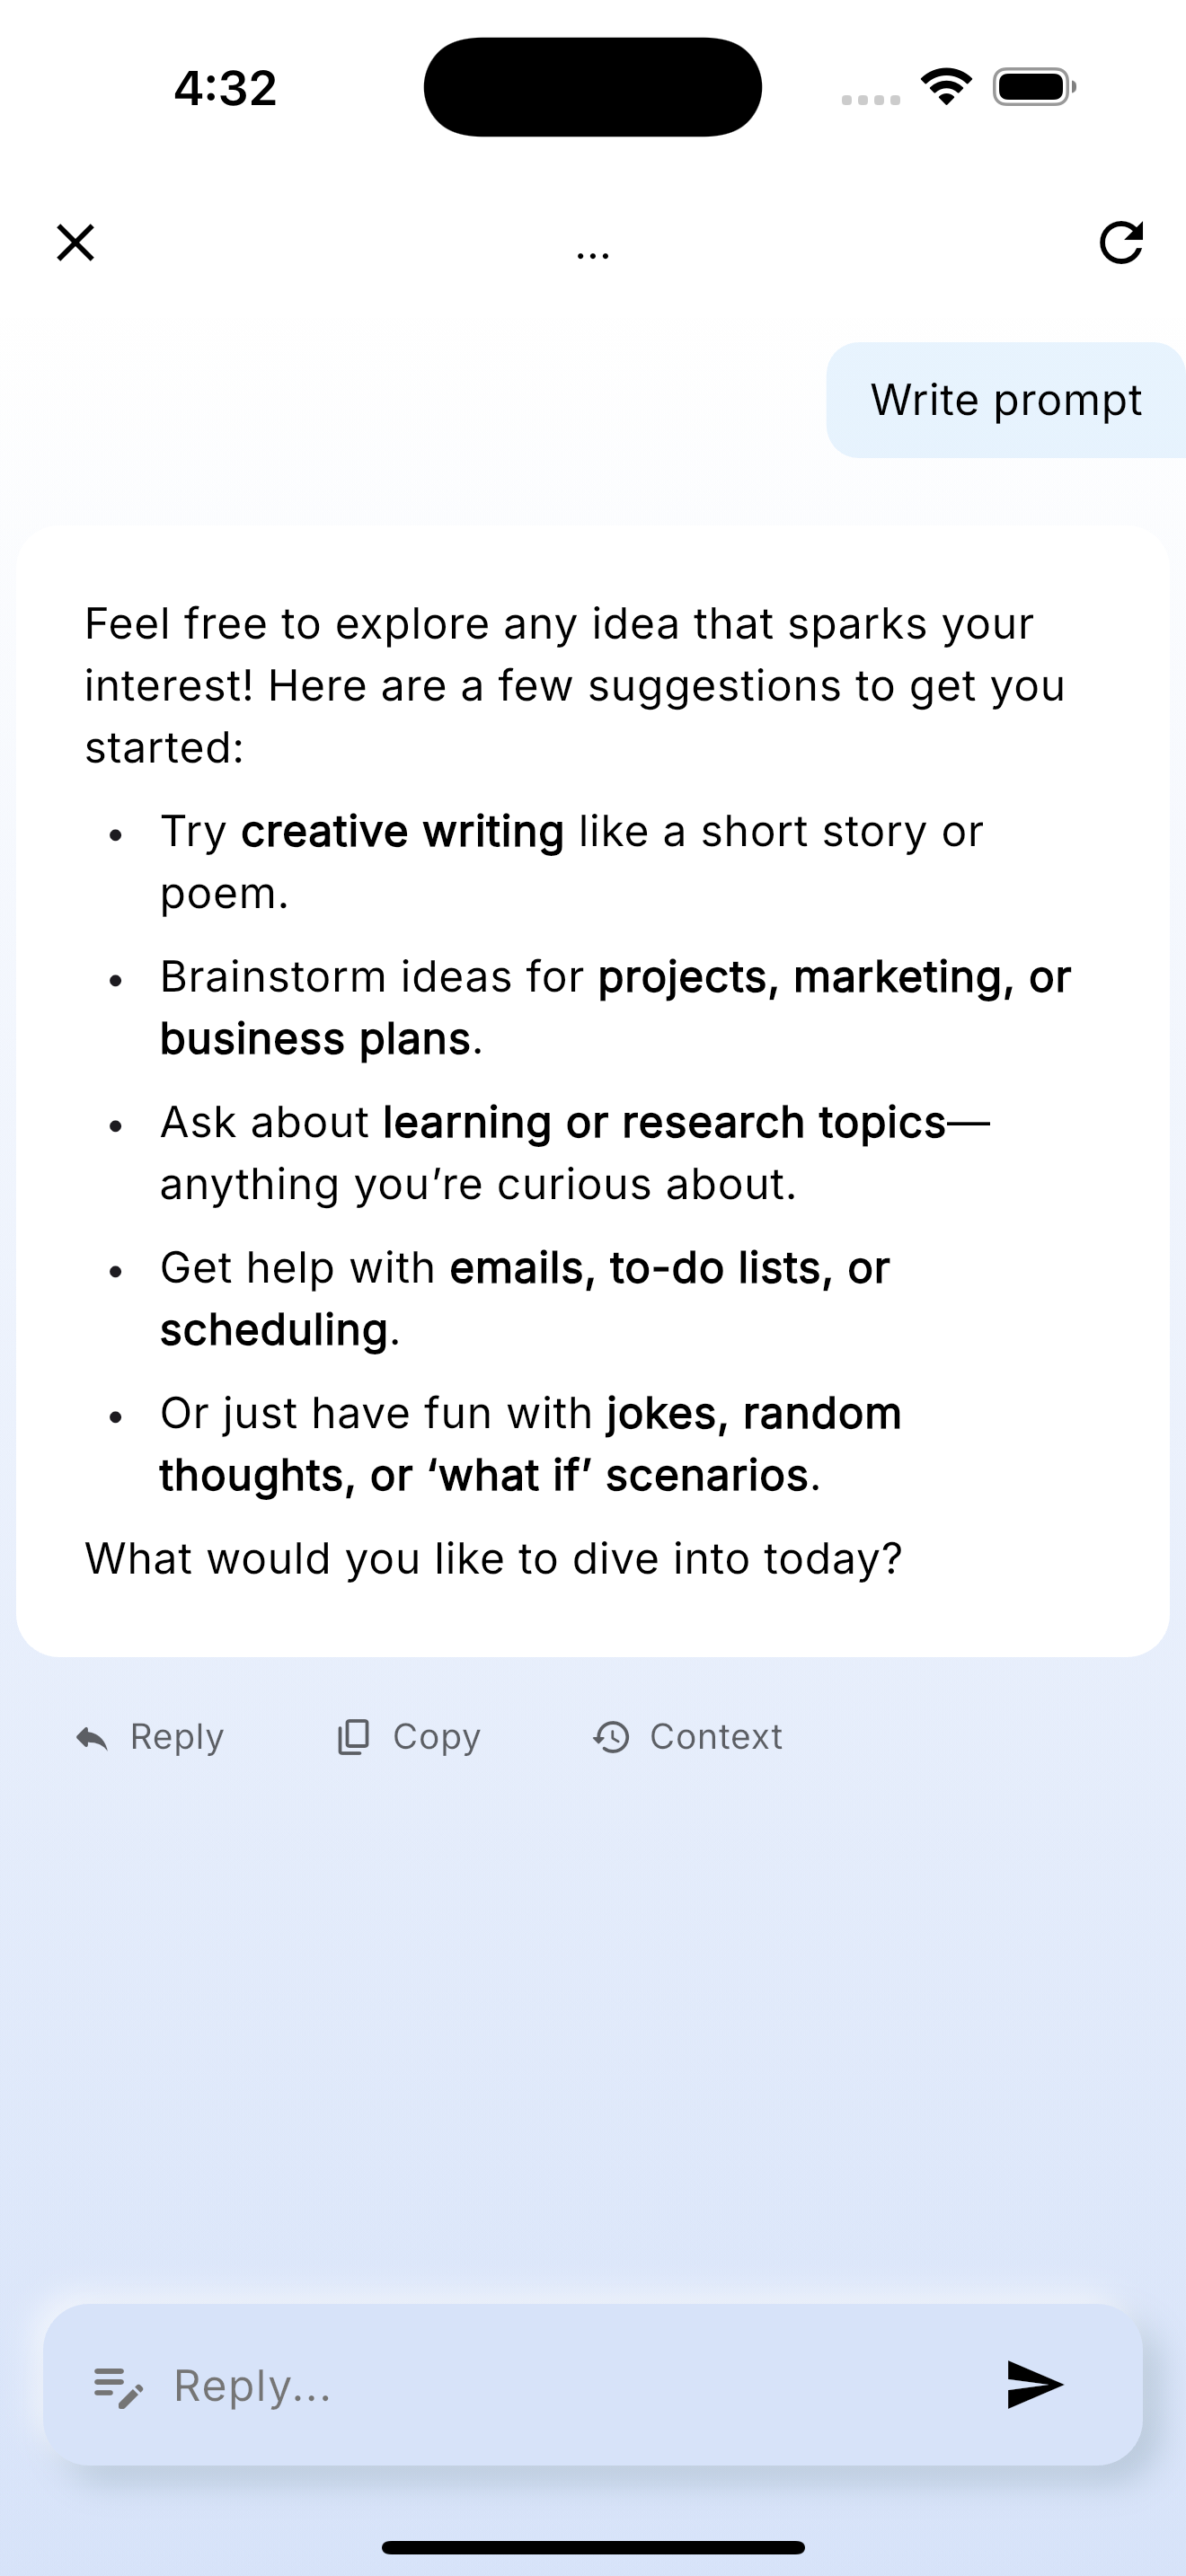 4:32
...
Write prompt
Feel free to explore any idea that sparks your
interest! Here are a few suggestions to get you
started:
• Try creative writing like a short story or
poem.
• Brainstorm ideas for projects, marketing, or
business plans.
• Ask about learning or research topics—
anything you’re curious about.
• Get help with emails, to-do lists, or
scheduling.
• Or just have fun with jokes, random
thoughts, or ‘what if’ scenarios.
What would you like to dive into today?
Reply Copy Context
Reply...